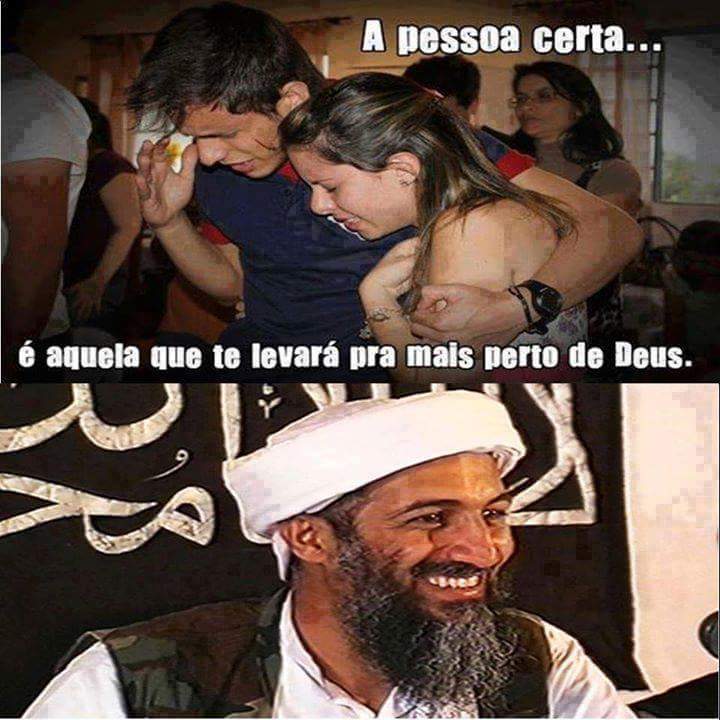 A pessoa certa...
é aquela que te levará pra mais perto de Deus.